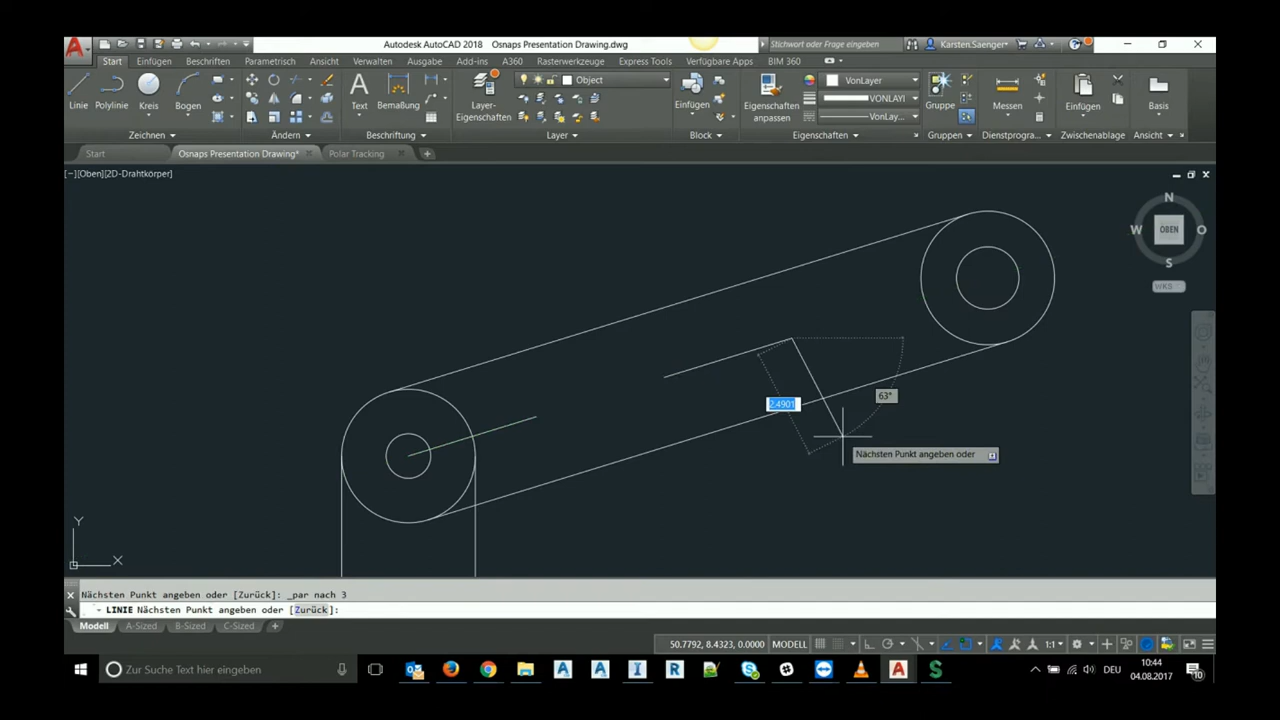 Autodesk AutoCAD 2018 Osnaps Presentation Drawing.dwg
Stichwort oder Frage eingeben
Karsten.Saenger
Start Einfügen Beschriften Parametrisch Ansicht Verwalten Ausgabe Add-ins A360 Rasterwerkzeuge Express Tools Verfügbare Apps BIM 360
Object
VonLayer
VONLAYI
VonLay...
Linie Polylinie Kreis Bogen Text Bemaßung Layer-Eigenschaften Einfügen Eigenschaften anpassen Gruppe Messen Einfügen Basis
Zeichnen Ändern Beschriftung Layer Block Eigenschaften Gruppen Dienstprogra... Zwischenablage Ansicht
Start Osnaps Presentation Drawing* Polar Tracking
[−][Oben][2D-Drahtkörper]
N
W OBEN O
S
WKS
63°
2.4901
Nächsten Punkt angeben oder
Y
X
Nächsten Punkt angeben oder [Zurück]: _par nach 3
LINIE Nächsten Punkt angeben oder [Zurück]:
Modell A-Sized B-Sized C-Sized
50.7792, 8.4323, 0.0000 MODELL 1:1
Zur Suche Text hier eingeben
DEU
10:44
04.08.2017
10